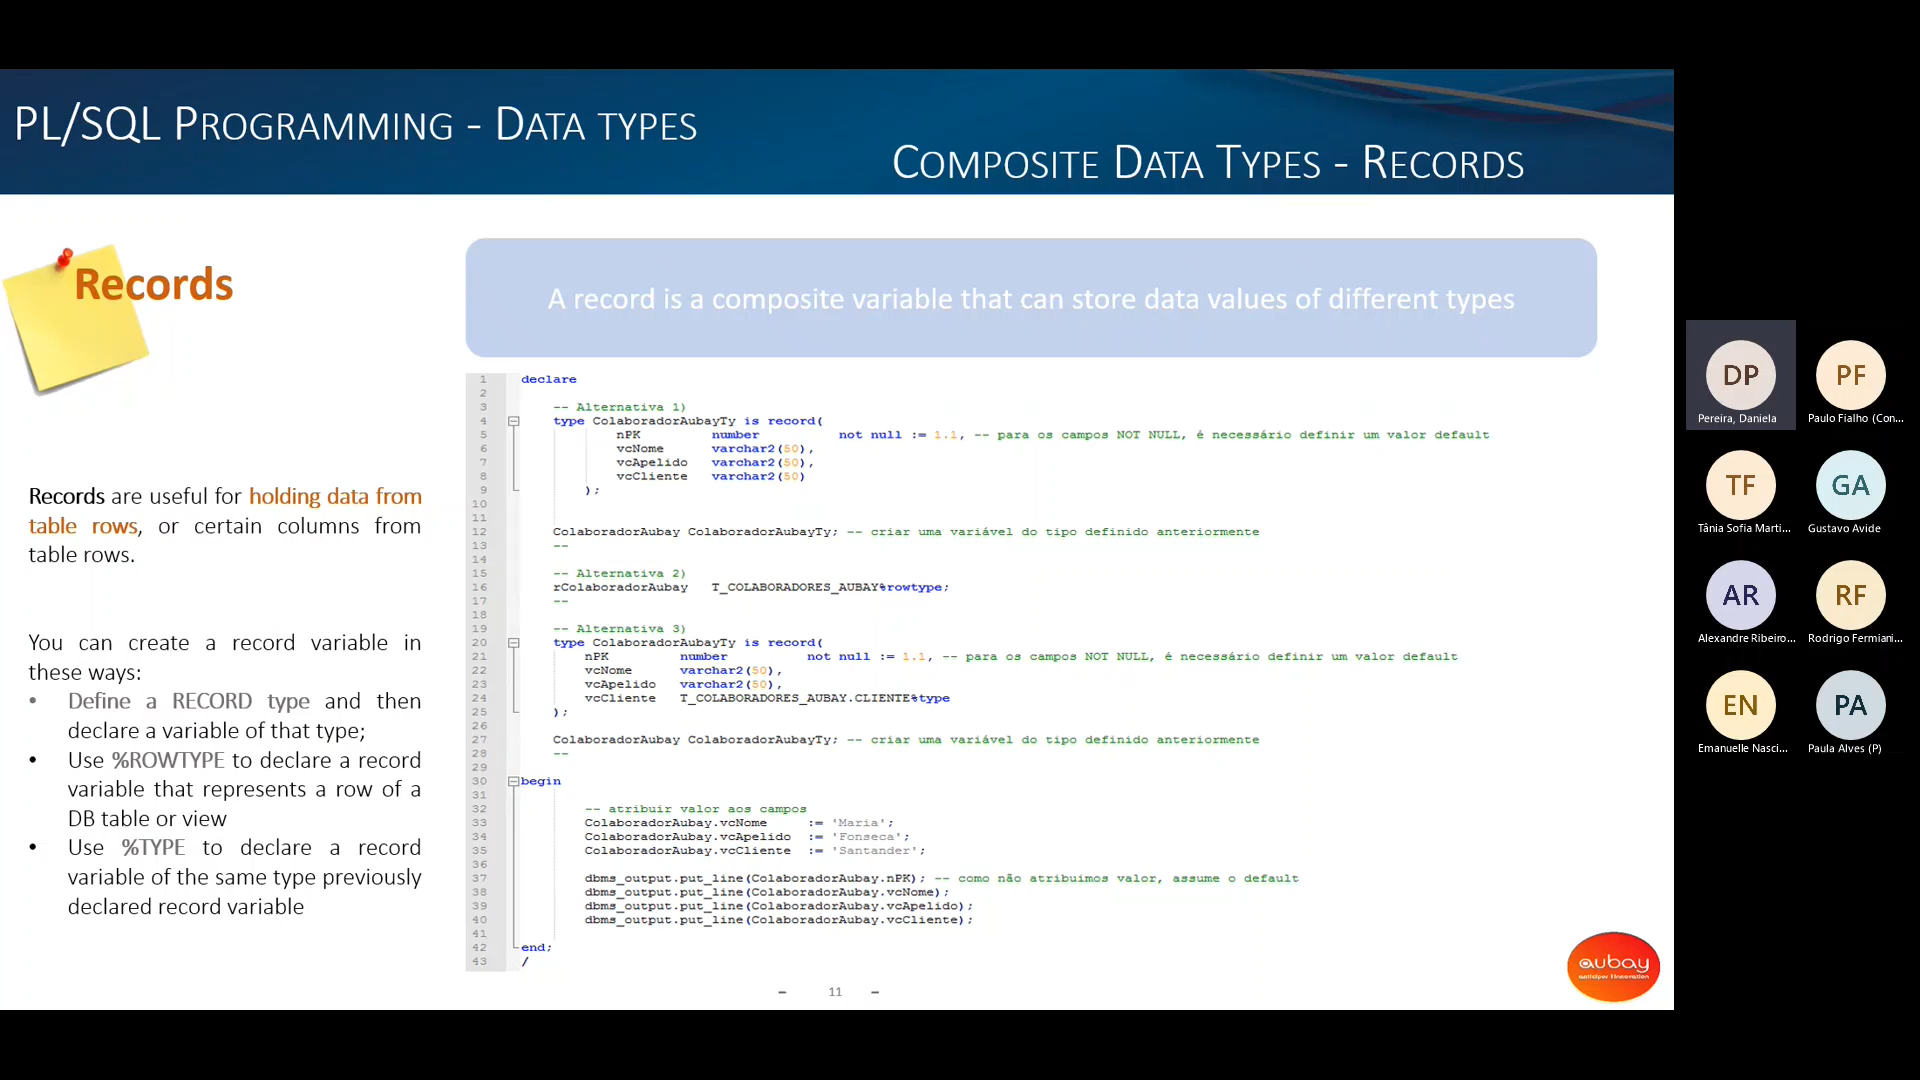 PL/SQL PROGRAMMING - DATA TYPES
COMPOSITE DATA TYPES - RECORDS
Records
A record is a composite variable that can store data values of different types
Records are useful for holding data from
table rows, or certain columns from
table rows.
You can create a record variable in
these ways:
• Define a RECORD type and then
declare a variable of that type;
• Use %ROWTYPE to declare a record
variable that represents a row of a
DB table or view
• Use %TYPE to declare a record
variable of the same type previously
declared record variable
1 declare
2
3 -- Alternativa 1)
4 type ColaboradorAubayTy is record(
5 nPK number not null := 1.1, -- para os campos NOT NULL, é necessário definir um valor default
6 vcNome varchar2(50),
7 vcApelido varchar2(50),
8 vcCliente varchar2(50)
9 );
10
11
12 ColaboradorAubay ColaboradorAubayTy; -- criar uma variável do tipo definido anteriormente
13 --
14
15 -- Alternativa 2)
16 rColaboradorAubay T_COLABORADORES_AUBAY%rowtype;
17 --
18
19 -- Alternativa 3)
20 type ColaboradorAubayTy is record(
21 nPK number not null := 1.1, -- para os campos NOT NULL, é necessário definir um valor default
22 vcNome varchar2(50),
23 vcApelido varchar2(50),
24 vcCliente T_COLABORADORES_AUBAY.CLIENTE%type
25 );
26
27 ColaboradorAubay ColaboradorAubayTy; -- criar uma variável do tipo definido anteriormente
28 --
29
30 begin
31
32 -- atribuir valor aos campos
33 ColaboradorAubay.vcNome := 'Maria';
34 ColaboradorAubay.vcApelido := 'Fonseca';
35 ColaboradorAubay.vcCliente := 'Santander';
36
37 dbms_output.put_line(ColaboradorAubay.nPK); -- como não atribuimos valor, assume o default
38 dbms_output.put_line(ColaboradorAubay.vcNome);
39 dbms_output.put_line(ColaboradorAubay.vcApelido);
40 dbms_output.put_line(ColaboradorAubay.vcCliente);
41
42 end;
43 /
– 11 –
aubay
anticiper l'innovation
DP PF
Pereira, Daniela Paulo Fialho (Con...
TF GA
Tânia Sofia Marti... Gustavo Avide
AR RF
Alexandre Ribeiro... Rodrigo Fermiani...
EN PA
Emanuelle Nasci... Paula Alves (P)